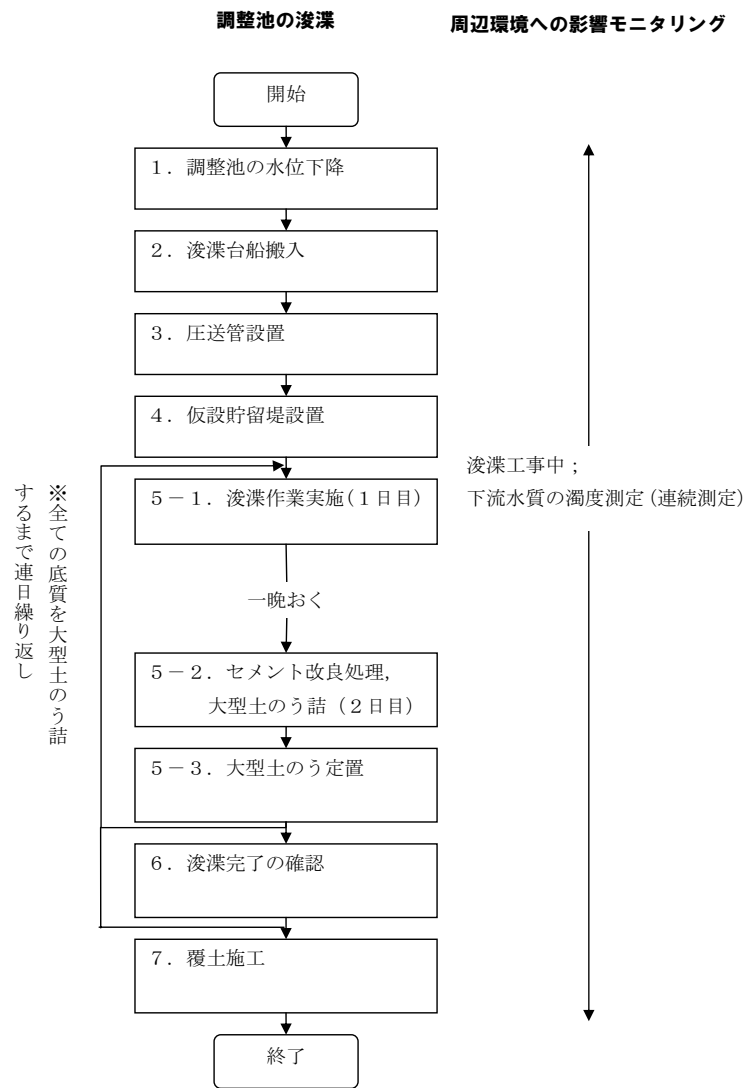 調整池の浚渫
周辺環境への影響モニタリング
開始
１．調整池の水位下降
２．浚渫台船搬入
３．圧送管設置
４．仮設貯留堤設置
５－１．浚渫作業実施（１日目）
一晩おく
５－２．セメント改良処理，
大型土のう詰（２日目）
５－３．大型土のう定置
６．浚渫完了の確認
７．覆土施工
終了
※全ての底質を大型土のう詰
するまで連日繰り返し
浚渫工事中；
下流水質の濁度測定（連続測定）